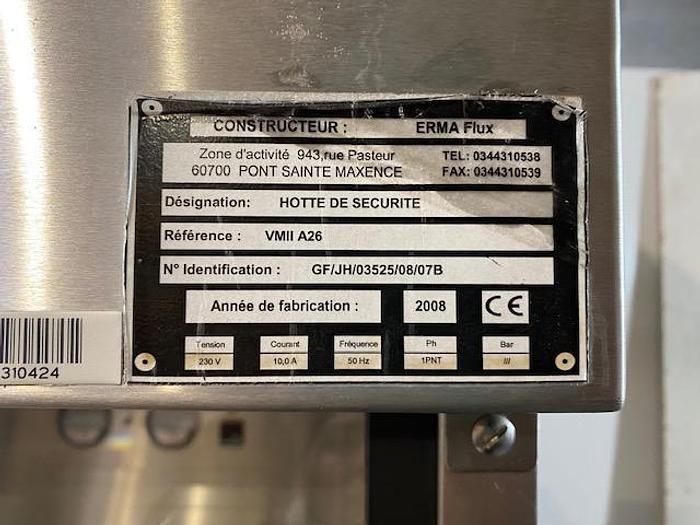 CONSTRUCTEUR : ERMA Flux
Zone d'activité 943,rue Pasteur TEL: 0344310538
60700 PONT SAINTE MAXENCE FAX: 0344310539
Désignation: HOTTE DE SECURITE
Référence : VMII A26
N° Identification : GF/JH/03525/08/07B
Année de fabrication : 2008 CE
Tension Courant Fréquence Ph Bar
230 V 10,0 A 50 Hz 1PNT ///
310424